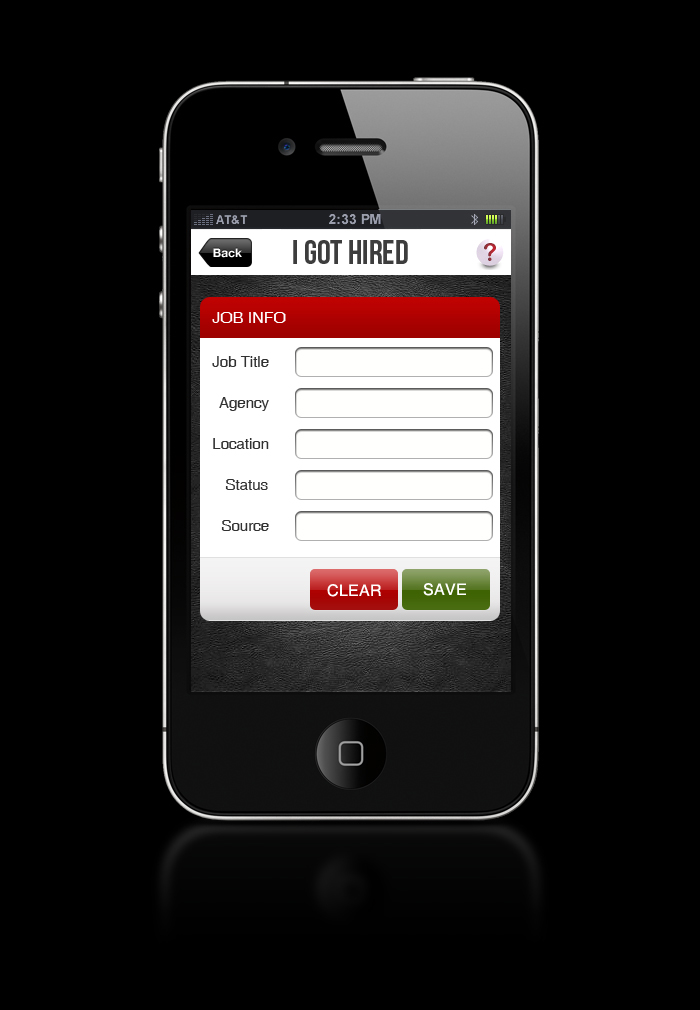 AT&T 2:33 PM
Back I GOT HIRED ?
JOB INFO
Job Title
Agency
Location
Status
Source
CLEAR SAVE